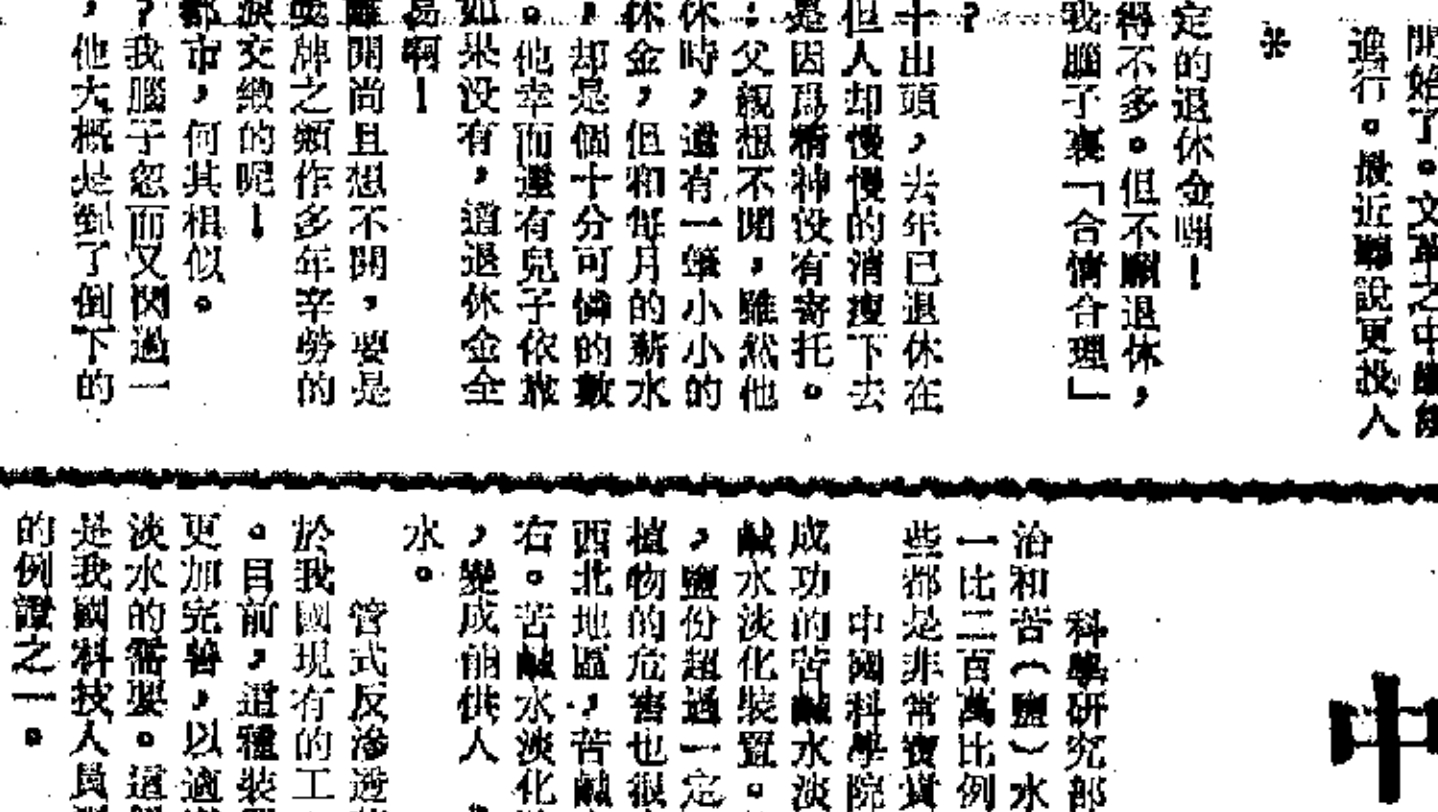 開始了。文革之中繼續
進行。最近聽說更投人
定的退休金嘢！
得不多。但不願退休，
我腦子裏「合情合理」
？
十出頭，去年已退休在
但人却慢慢的消瘦下去
是因爲精神没有寄托。
：父親想不開，雖然他
休時，還有一筆小小的
休金，但和每月的薪水
，却是個十分可憐的數
。他幸而還有兒子依靠
如果没有，這退休金全
易啊！
離開尚且想不開，要是
獎牌之類作多年辛勞的
淚交織的呢！
都市，何其相似。
？我腦子忽而又閃過一
，他大概是到了倒下的
中
科學研究部
治和苦（鹽）水
一比二百萬比例
些都是非常寶貴
中國科學院
成功的苦鹹水淡
鹹水淡化裝置。
，鹽份超過一定
植物的危害也很
西北地區，苦鹹
右。苦鹹水淡化
，變成能供人
水。
管式反滲透
於我國現有的工
。目前，這種裝
更加完善，以適
淡水的需要。這
是我國科技人員
的例證之一。